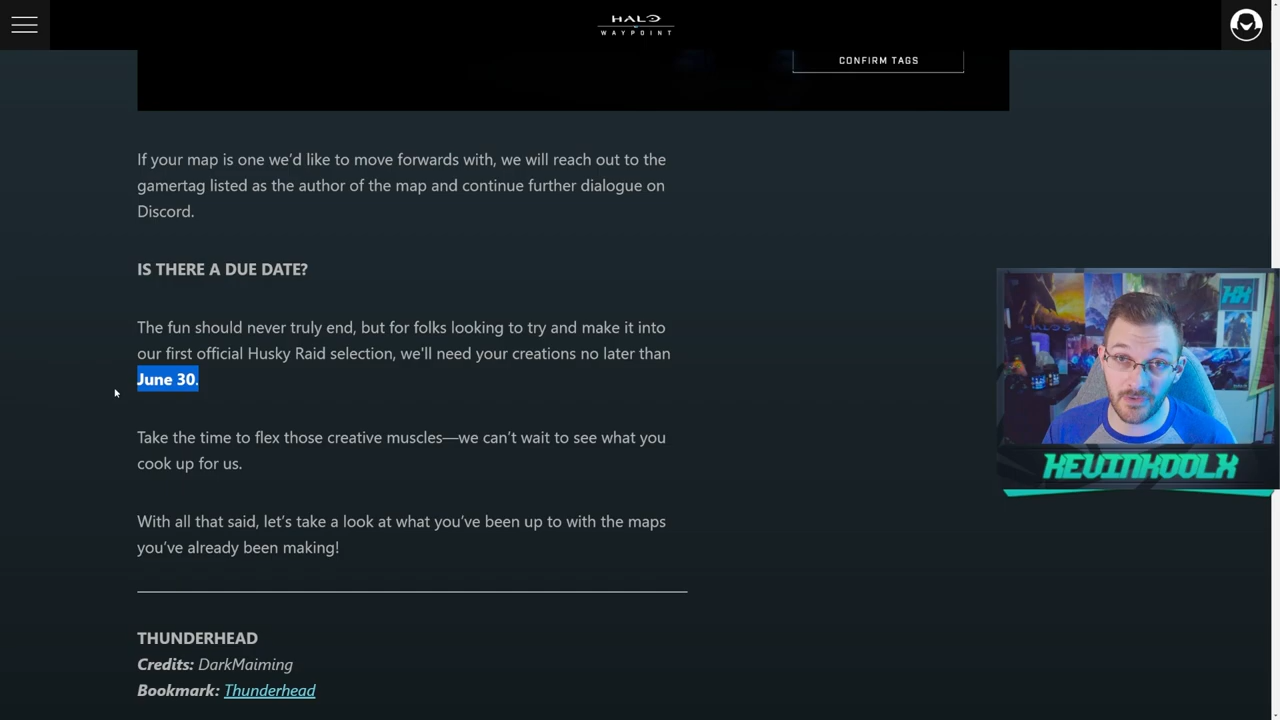 HALO
WAYPOINT
CONFIRM TAGS
If your map is one we'd like to move forwards with, we will reach out to the
gamertag listed as the author of the map and continue further dialogue on
Discord.
IS THERE A DUE DATE?
The fun should never truly end, but for folks looking to try and make it into
our first official Husky Raid selection, we'll need your creations no later than
June 30.
Take the time to flex those creative muscles—we can't wait to see what you
cook up for us.
With all that said, let's take a look at what you've been up to with the maps
you've already been making!
THUNDERHEAD
Credits: DarkMaiming
Bookmark: Thunderhead
KEVINKOOLX